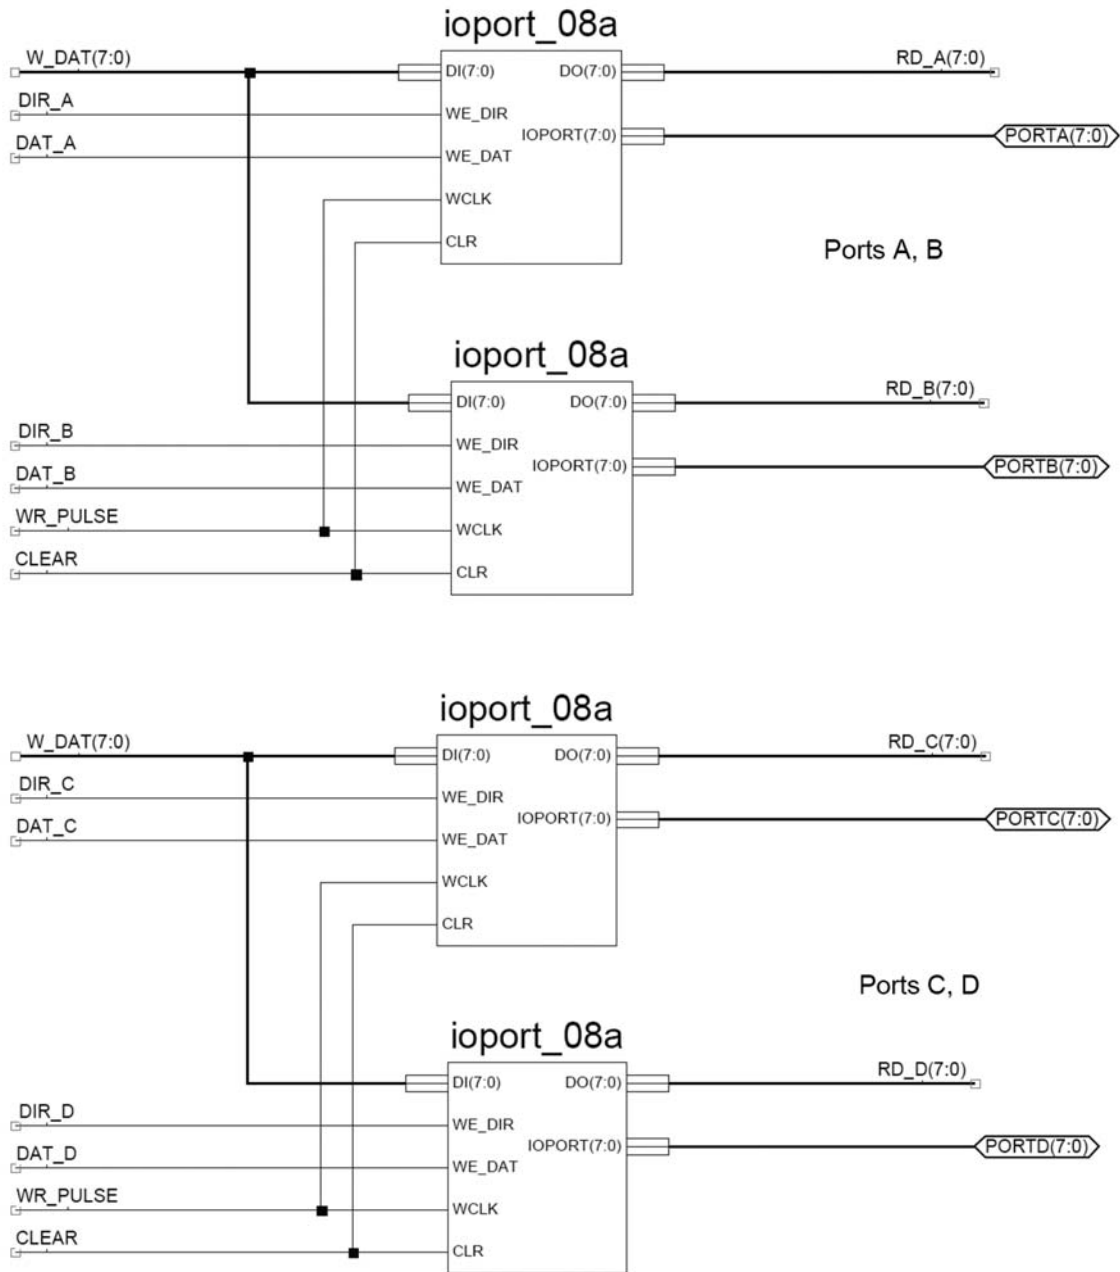 ioport_08a
W_DAT(7:0)
DI(7:0)
DO(7:0)
RD_A(7:0)
DIR_A
WE_DIR
IOPORT(7:0)
PORTA(7:0)
DAT_A
WE_DAT
WCLK
CLR
Ports A, B
ioport_08a
DI(7:0)
DO(7:0)
RD_B(7:0)
DIR_B
WE_DIR
IOPORT(7:0)
PORTB(7:0)
DAT_B
WE_DAT
WR_PULSE
WCLK
CLEAR
CLR
ioport_08a
W_DAT(7:0)
DI(7:0)
DO(7:0)
RD_C(7:0)
DIR_C
WE_DIR
IOPORT(7:0)
PORTC(7:0)
DAT_C
WE_DAT
WCLK
CLR
Ports C, D
ioport_08a
DI(7:0)
DO(7:0)
RD_D(7:0)
DIR_D
WE_DIR
IOPORT(7:0)
PORTD(7:0)
DAT_D
WE_DAT
WR_PULSE
WCLK
CLEAR
CLR